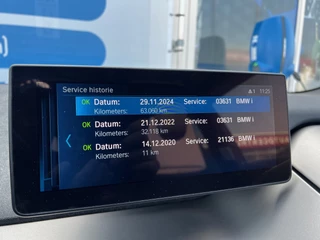 Service historie
1 11:25
OK Datum: 29.11.2024 Service: 03631 BMW i
Kilometers: 63.060 km
OK Datum: 21.12.2022 Service: 03631 BMW i
Kilometers: 32.118 km
OK Datum: 14.12.2020 Service: 21136 BMW i
Kilometers: 11 km